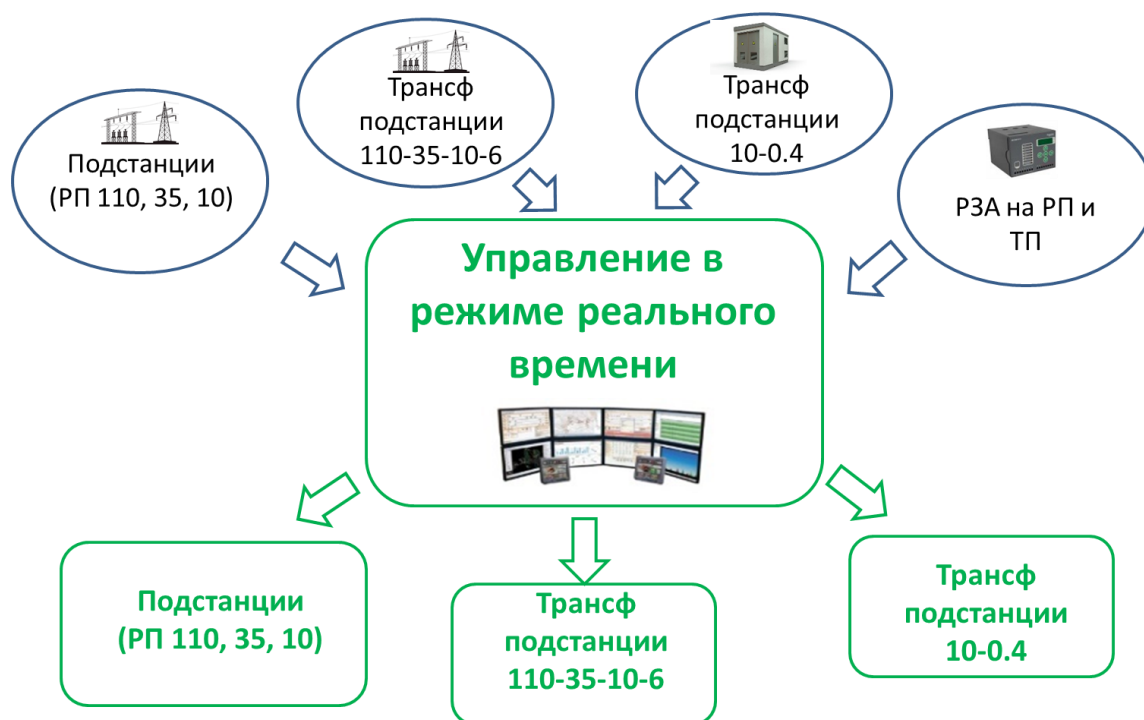 Подстанции
(РП 110, 35, 10)
Трансф
подстанции
110-35-10-6
Трансф
подстанции
10-0.4
РЗА на РП и
ТП
Управление в
режиме реального
времени
Подстанции
(РП 110, 35, 10)
Трансф
подстанции
110-35-10-6
Трансф
подстанции
10-0.4